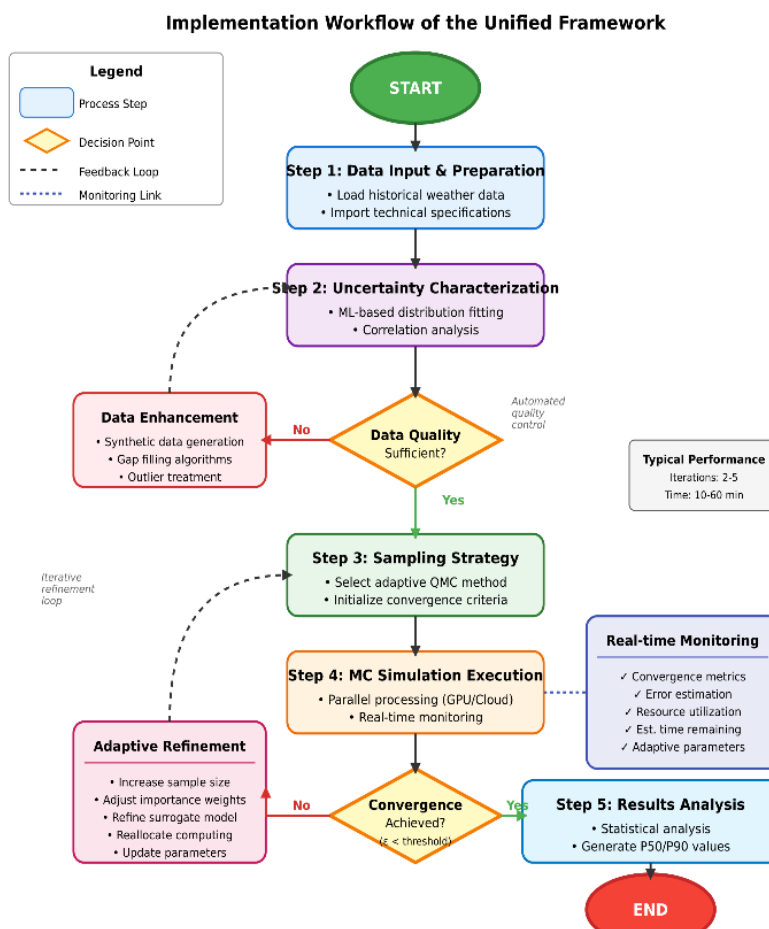 Implementation Workflow of the Unified Framework
Legend
Process Step
Decision Point
Feedback Loop
Monitoring Link
START
Step 1: Data Input & Preparation
• Load historical weather data
• Import technical specifications
Step 2: Uncertainty Characterization
• ML-based distribution fitting
• Correlation analysis
Data Enhancement
• Synthetic data generation
• Gap filling algorithms
• Outlier treatment
No
Data Quality
Sufficient?
Automated
quality
control
Yes
Typical Performance
Iterations: 2-5
Time: 10-60 min
Step 3: Sampling Strategy
• Select adaptive QMC method
• Initialize convergence criteria
Iterative
refinement
loop
Step 4: MC Simulation Execution
• Parallel processing (GPU/Cloud)
• Real-time monitoring
Real-time Monitoring
✓ Convergence metrics
✓ Error estimation
✓ Resource utilization
✓ Est. time remaining
✓ Adaptive parameters
Adaptive Refinement
• Increase sample size
• Adjust importance weights
• Refine surrogate model
• Reallocate computing
• Update parameters
No
Convergence
Achieved?
(ε < threshold)
Yes
Step 5: Results Analysis
• Statistical analysis
• Generate P50/P90 values
END